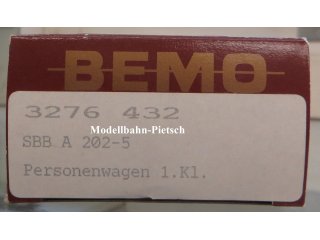 BEMO
3276 432
Modellbahn-Pietsch
SBB A 202-5
Personenwagen 1.Kl.